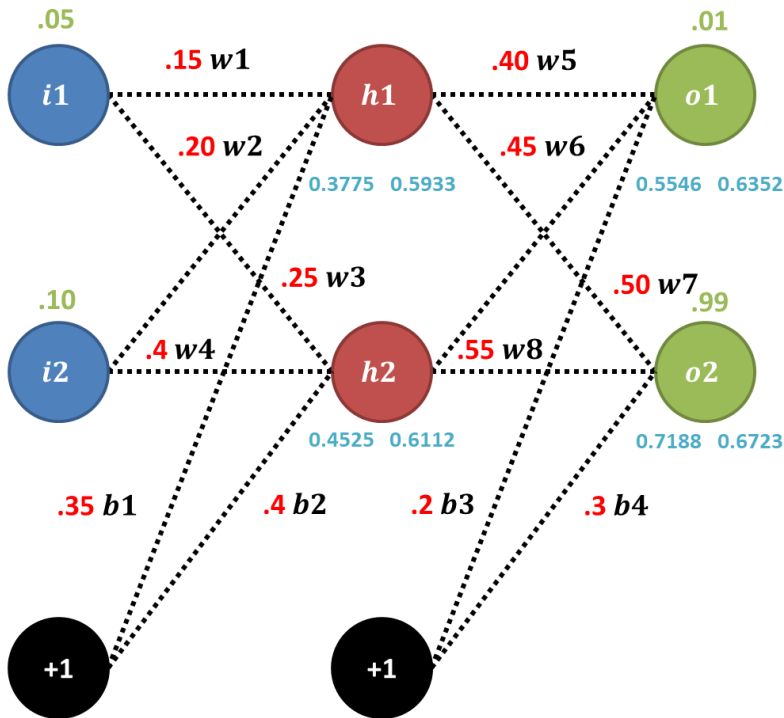 .05 .01
i1 .15 w1 h1 .40 w5 o1
.20 w2 .45 w6
0.3775 0.5933 0.5546 0.6352
.25 w3 .50 w7
.10 .99
i2 .4 w4 h2 .55 w8 o2
0.4525 0.6112 0.7188 0.6723
.35 b1 .4 b2 .2 b3 .3 b4
+1 +1